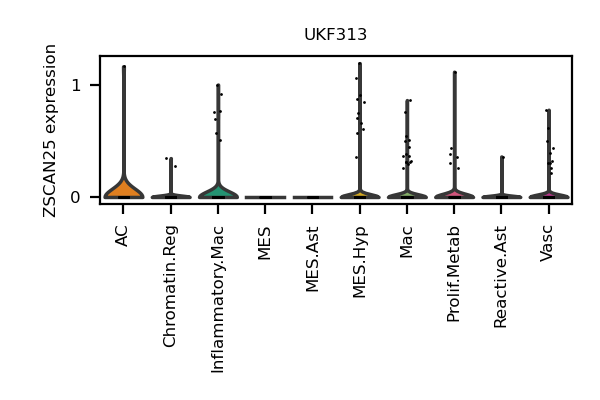 UKF313
ZSCAN25 expression
1
0
AC
Chromatin.Reg
Inflammatory.Mac
MES
MES.Ast
MES.Hyp
Mac
Prolif.Metab
Reactive.Ast
Vasc